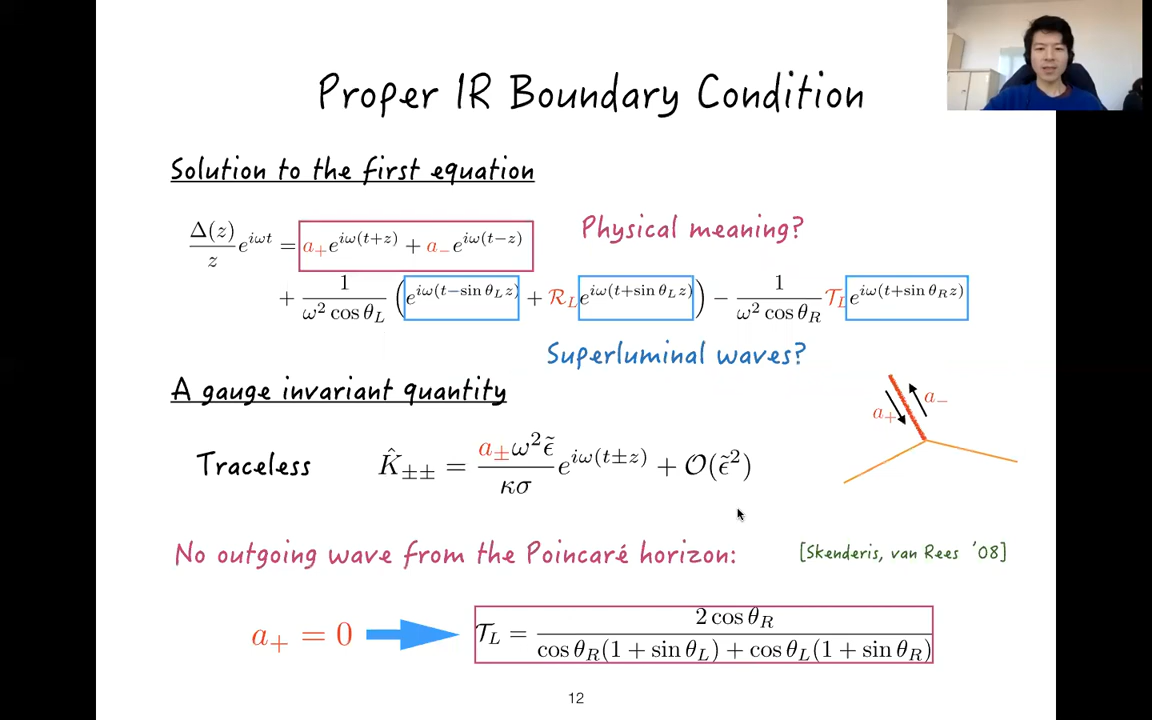 Proper IR Boundary Condition
Solution to the first equation
Δ(z)/z e^{iωt} = a₊e^{iω(t+z)} + a₋e^{iω(t−z)}
Physical meaning?
+ 1/(ω² cos θ_L) (e^{iω(t−sin θ_L z)} + R_L e^{iω(t+sin θ_L z)}) − 1/(ω² cos θ_R) T_L e^{iω(t+sin θ_R z)}
Superluminal waves?
A gauge invariant quantity
a₊ a₋
Traceless K̂_{±±} = (a_± ω² ε̃)/(κσ) e^{iω(t±z)} + O(ε̃²)
No outgoing wave from the Poincaré horizon: [Skenderis, van Rees '08]
a₊ = 0 T_L = 2 cos θ_R / (cos θ_R(1 + sin θ_L) + cos θ_L(1 + sin θ_R))
12